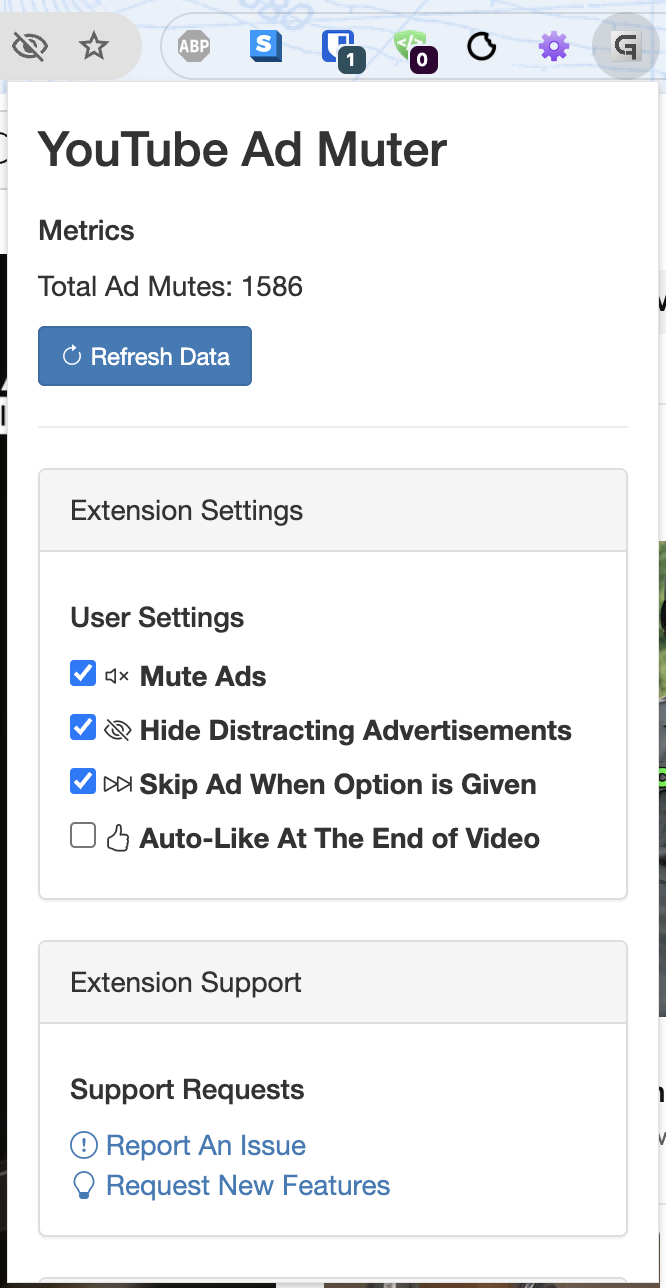 ABP
S
1
</>
0
YouTube Ad Muter
Metrics
Total Ad Mutes: 1586
Refresh Data
Extension Settings
User Settings
Mute Ads
Hide Distracting Advertisements
Skip Ad When Option is Given
Auto-Like At The End of Video
Extension Support
Support Requests
Report An Issue
Request New Features